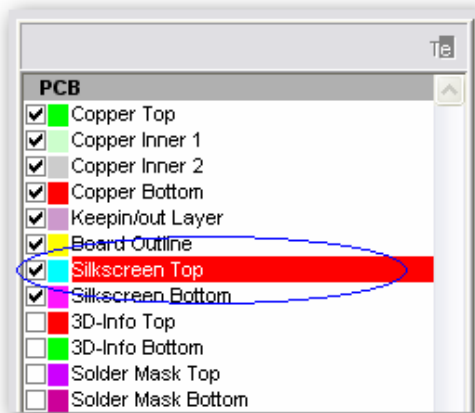 Te
PCB
Copper Top
Copper Inner 1
Copper Inner 2
Copper Bottom
Keepin/out Layer
Board Outline
Silkscreen Top
Silkscreen Bottom
3D-Info Top
3D-Info Bottom
Solder Mask Top
Solder Mask Bottom